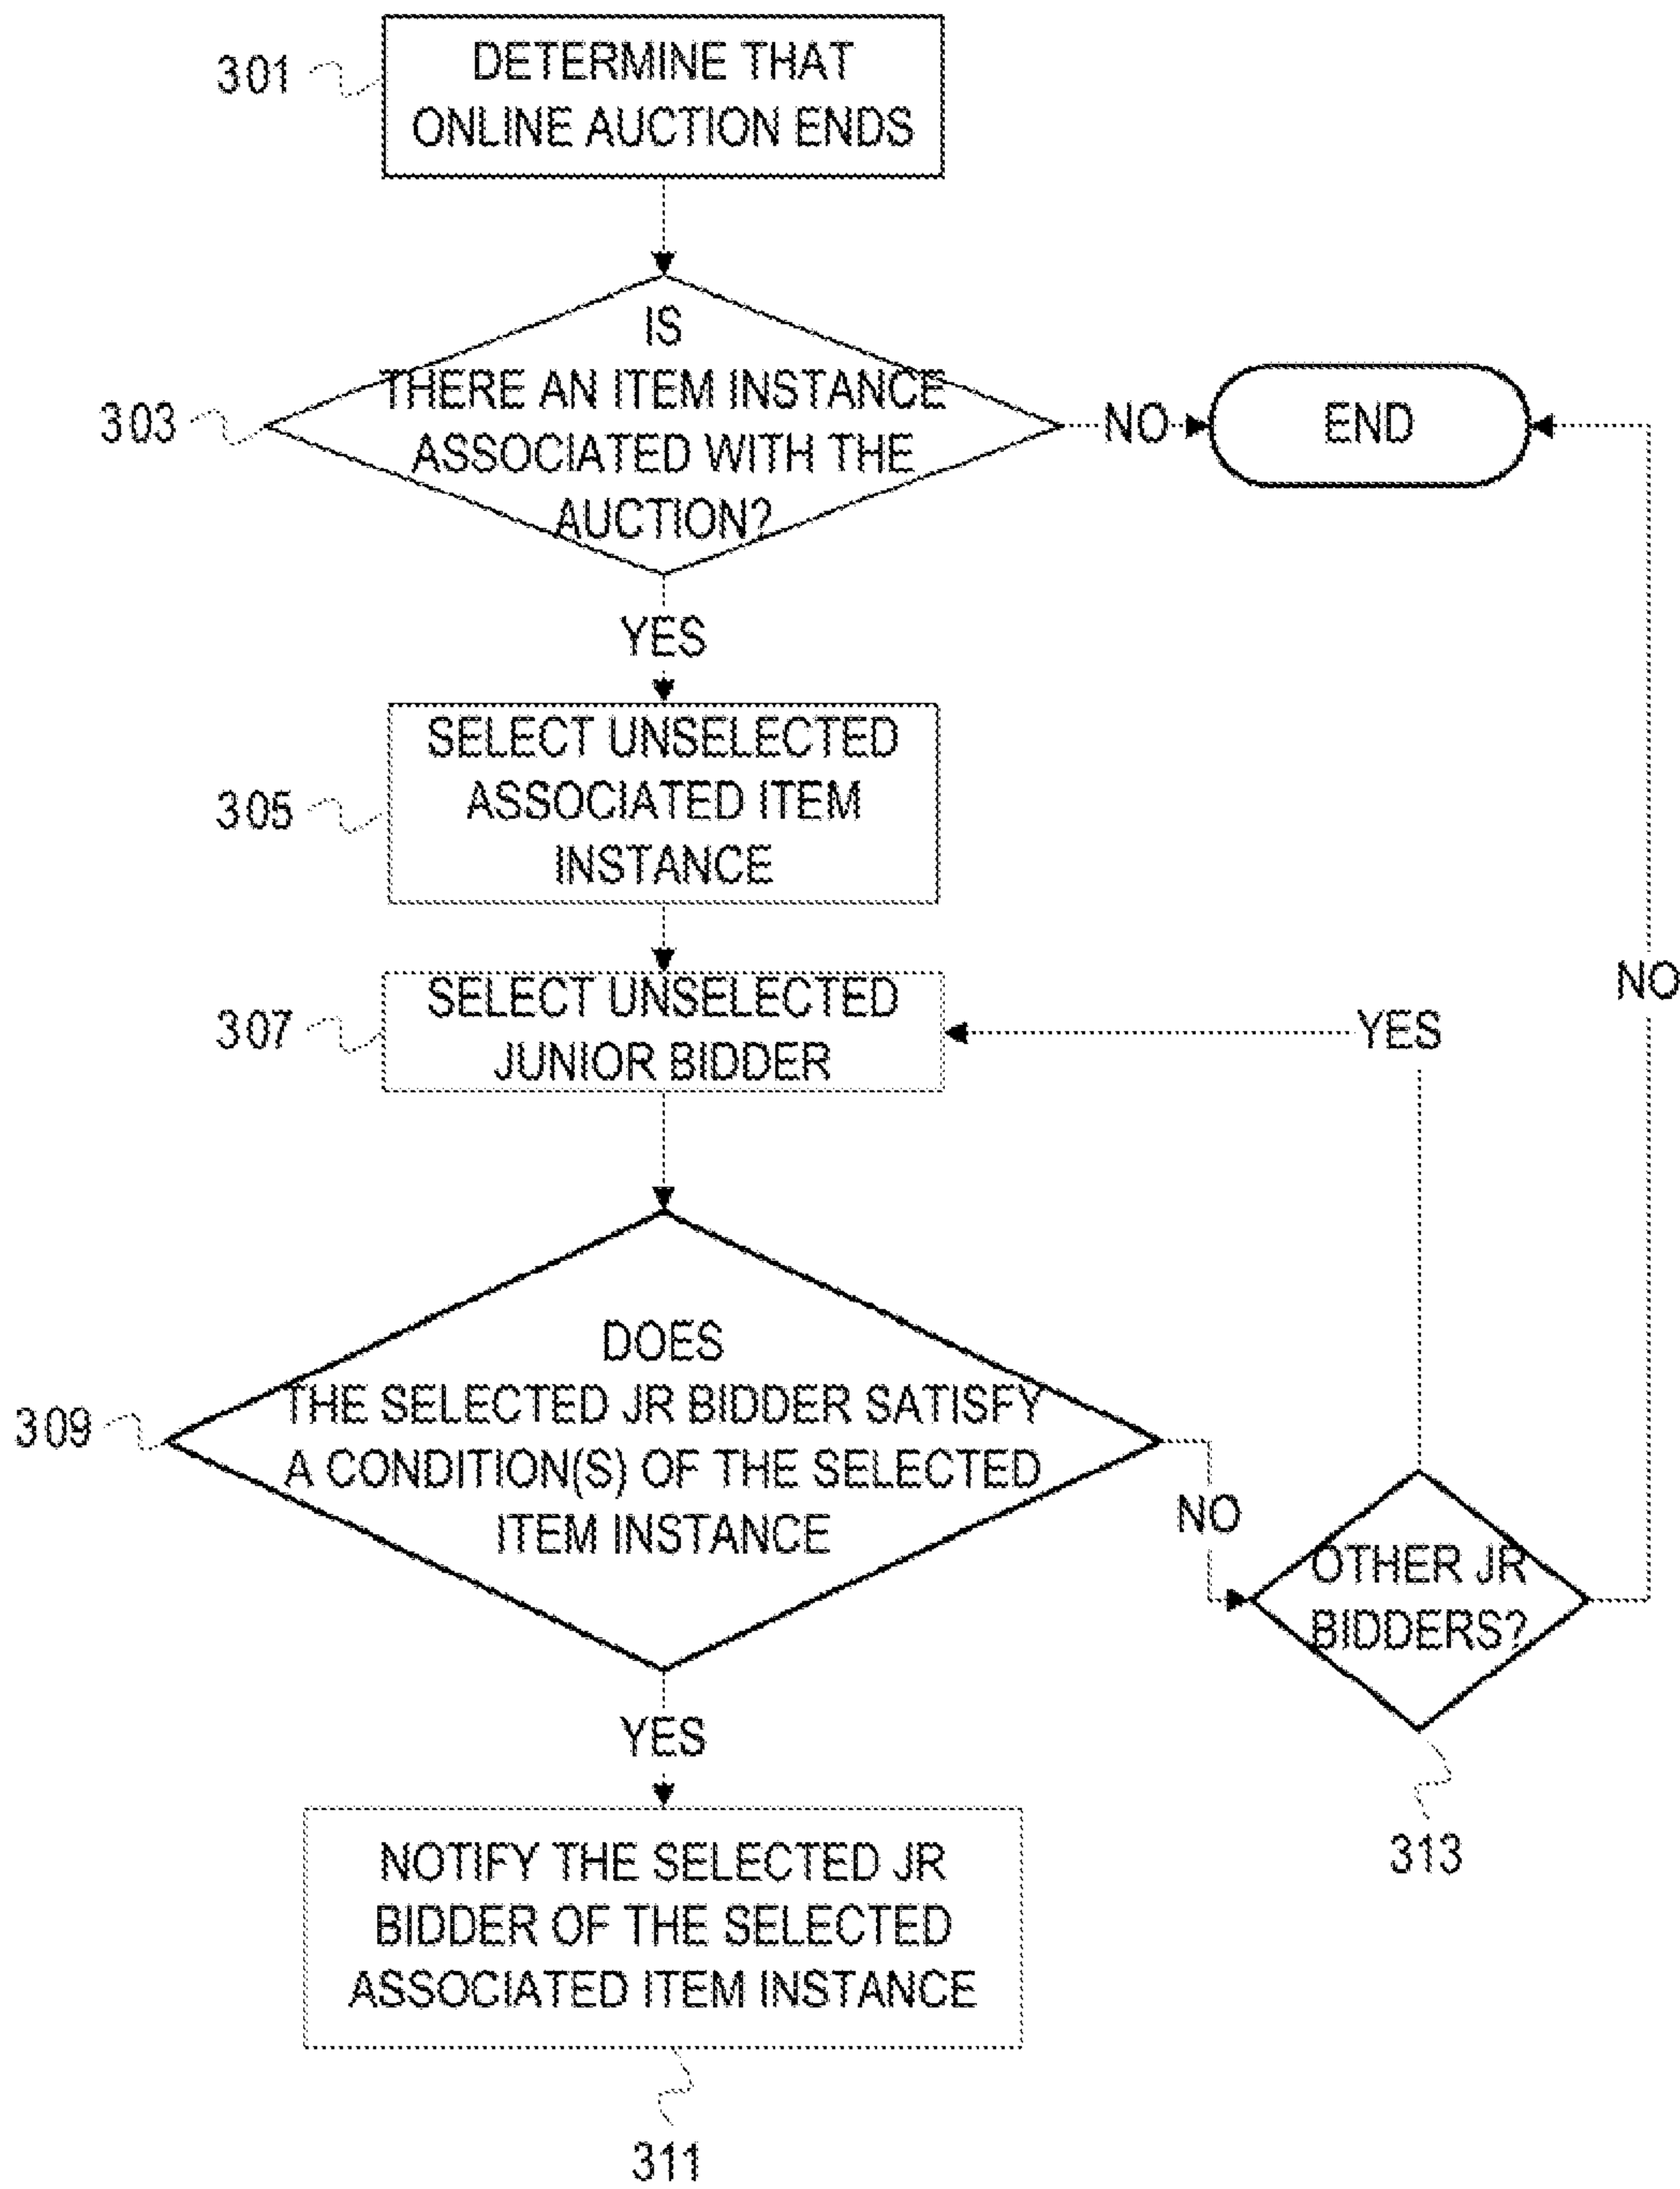 301
DETERMINE THAT
ONLINE AUCTION ENDS
303
IS
THERE AN ITEM INSTANCE
ASSOCIATED WITH THE
AUCTION?
NO
END
YES
305
SELECT UNSELECTED
ASSOCIATED ITEM
INSTANCE
307
SELECT UNSELECTED
JUNIOR BIDDER
YES
NO
309
DOES
THE SELECTED JR BIDDER SATISFY
A CONDITION(S) OF THE SELECTED
ITEM INSTANCE
NO
OTHER JR
BIDDERS?
313
YES
NOTIFY THE SELECTED JR
BIDDER OF THE SELECTED
ASSOCIATED ITEM INSTANCE
311